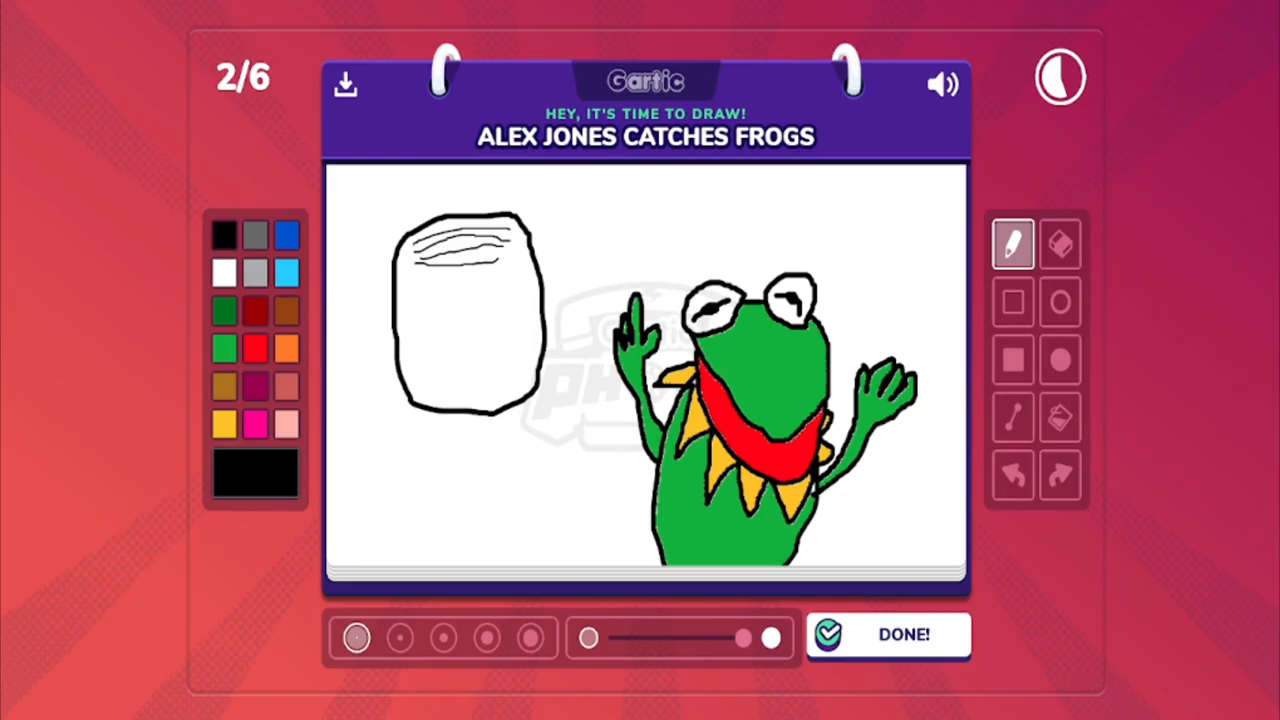 2/6
Gartic
HEY, IT'S TIME TO DRAW!
ALEX JONES CATCHES FROGS
DONE!